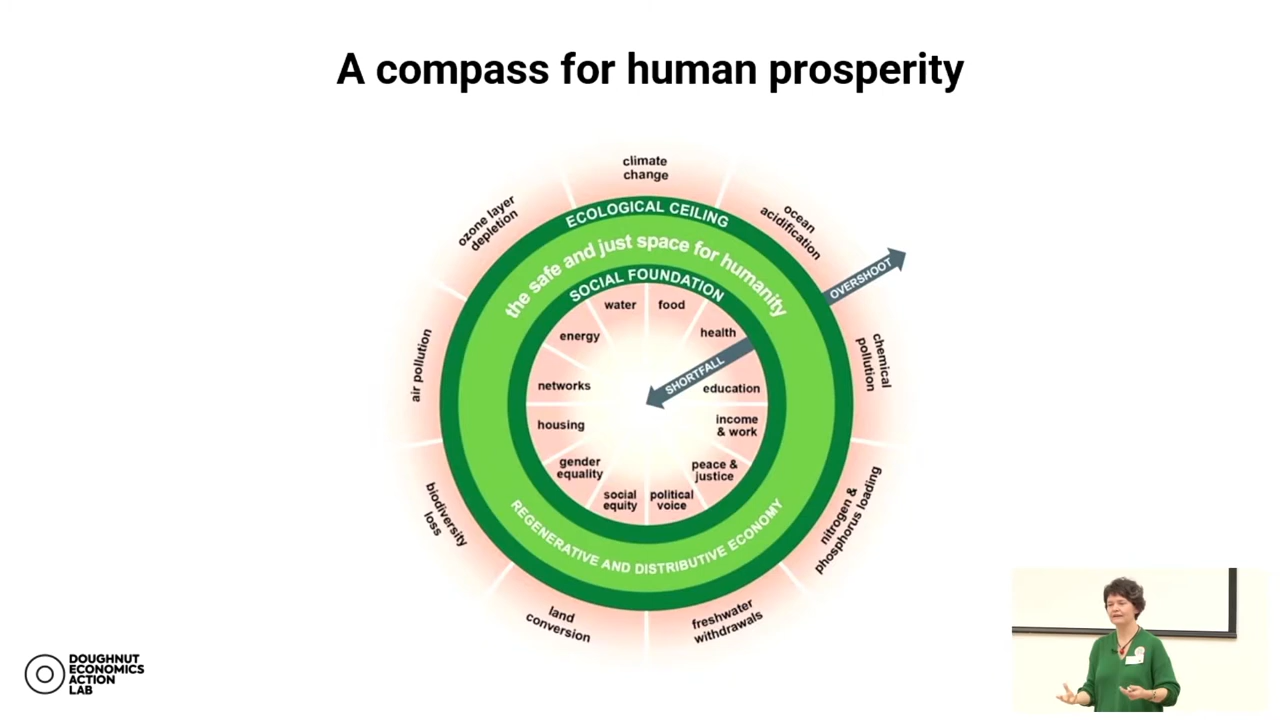 A compass for human prosperity
climate
change
ozone layer
depletion
ocean
acidification
ECOLOGICAL CEILING
the safe and just space for humanity
SOCIAL FOUNDATION
OVERSHOOT
water
food
energy
health
SHORTFALL
air pollution
chemical
pollution
networks
education
housing
income
& work
gender
equality
peace &
justice
social
equity
political
voice
biodiversity
loss
nitrogen &
phosphorus loading
REGENERATIVE AND DISTRIBUTIVE ECONOMY
land
conversion
freshwater
withdrawals
DOUGHNUT
ECONOMICS
ACTION
LAB